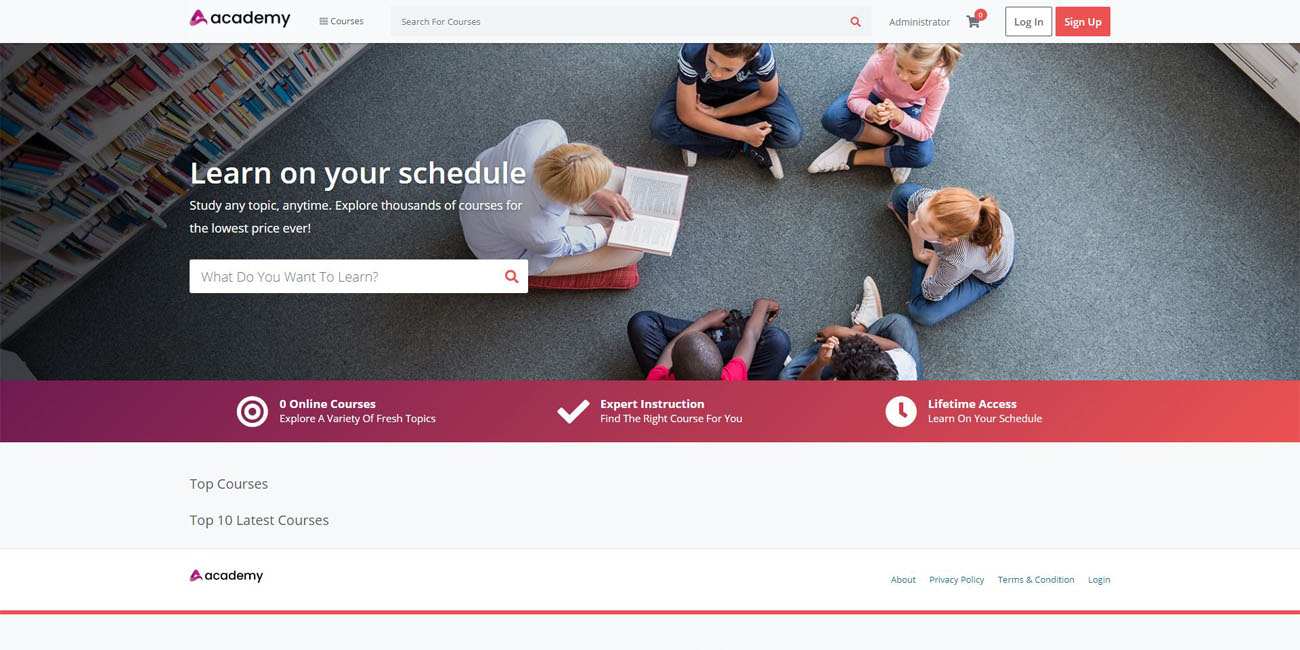 academy
Courses
Search For Courses
Administrator
0
Log In
Sign Up
Learn on your schedule
Study any topic, anytime. Explore thousands of courses for
the lowest price ever!
What Do You Want To Learn?
0 Online Courses
Explore A Variety Of Fresh Topics
Expert Instruction
Find The Right Course For You
Lifetime Access
Learn On Your Schedule
Top Courses
Top 10 Latest Courses
academy
About
Privacy Policy
Terms & Condition
Login